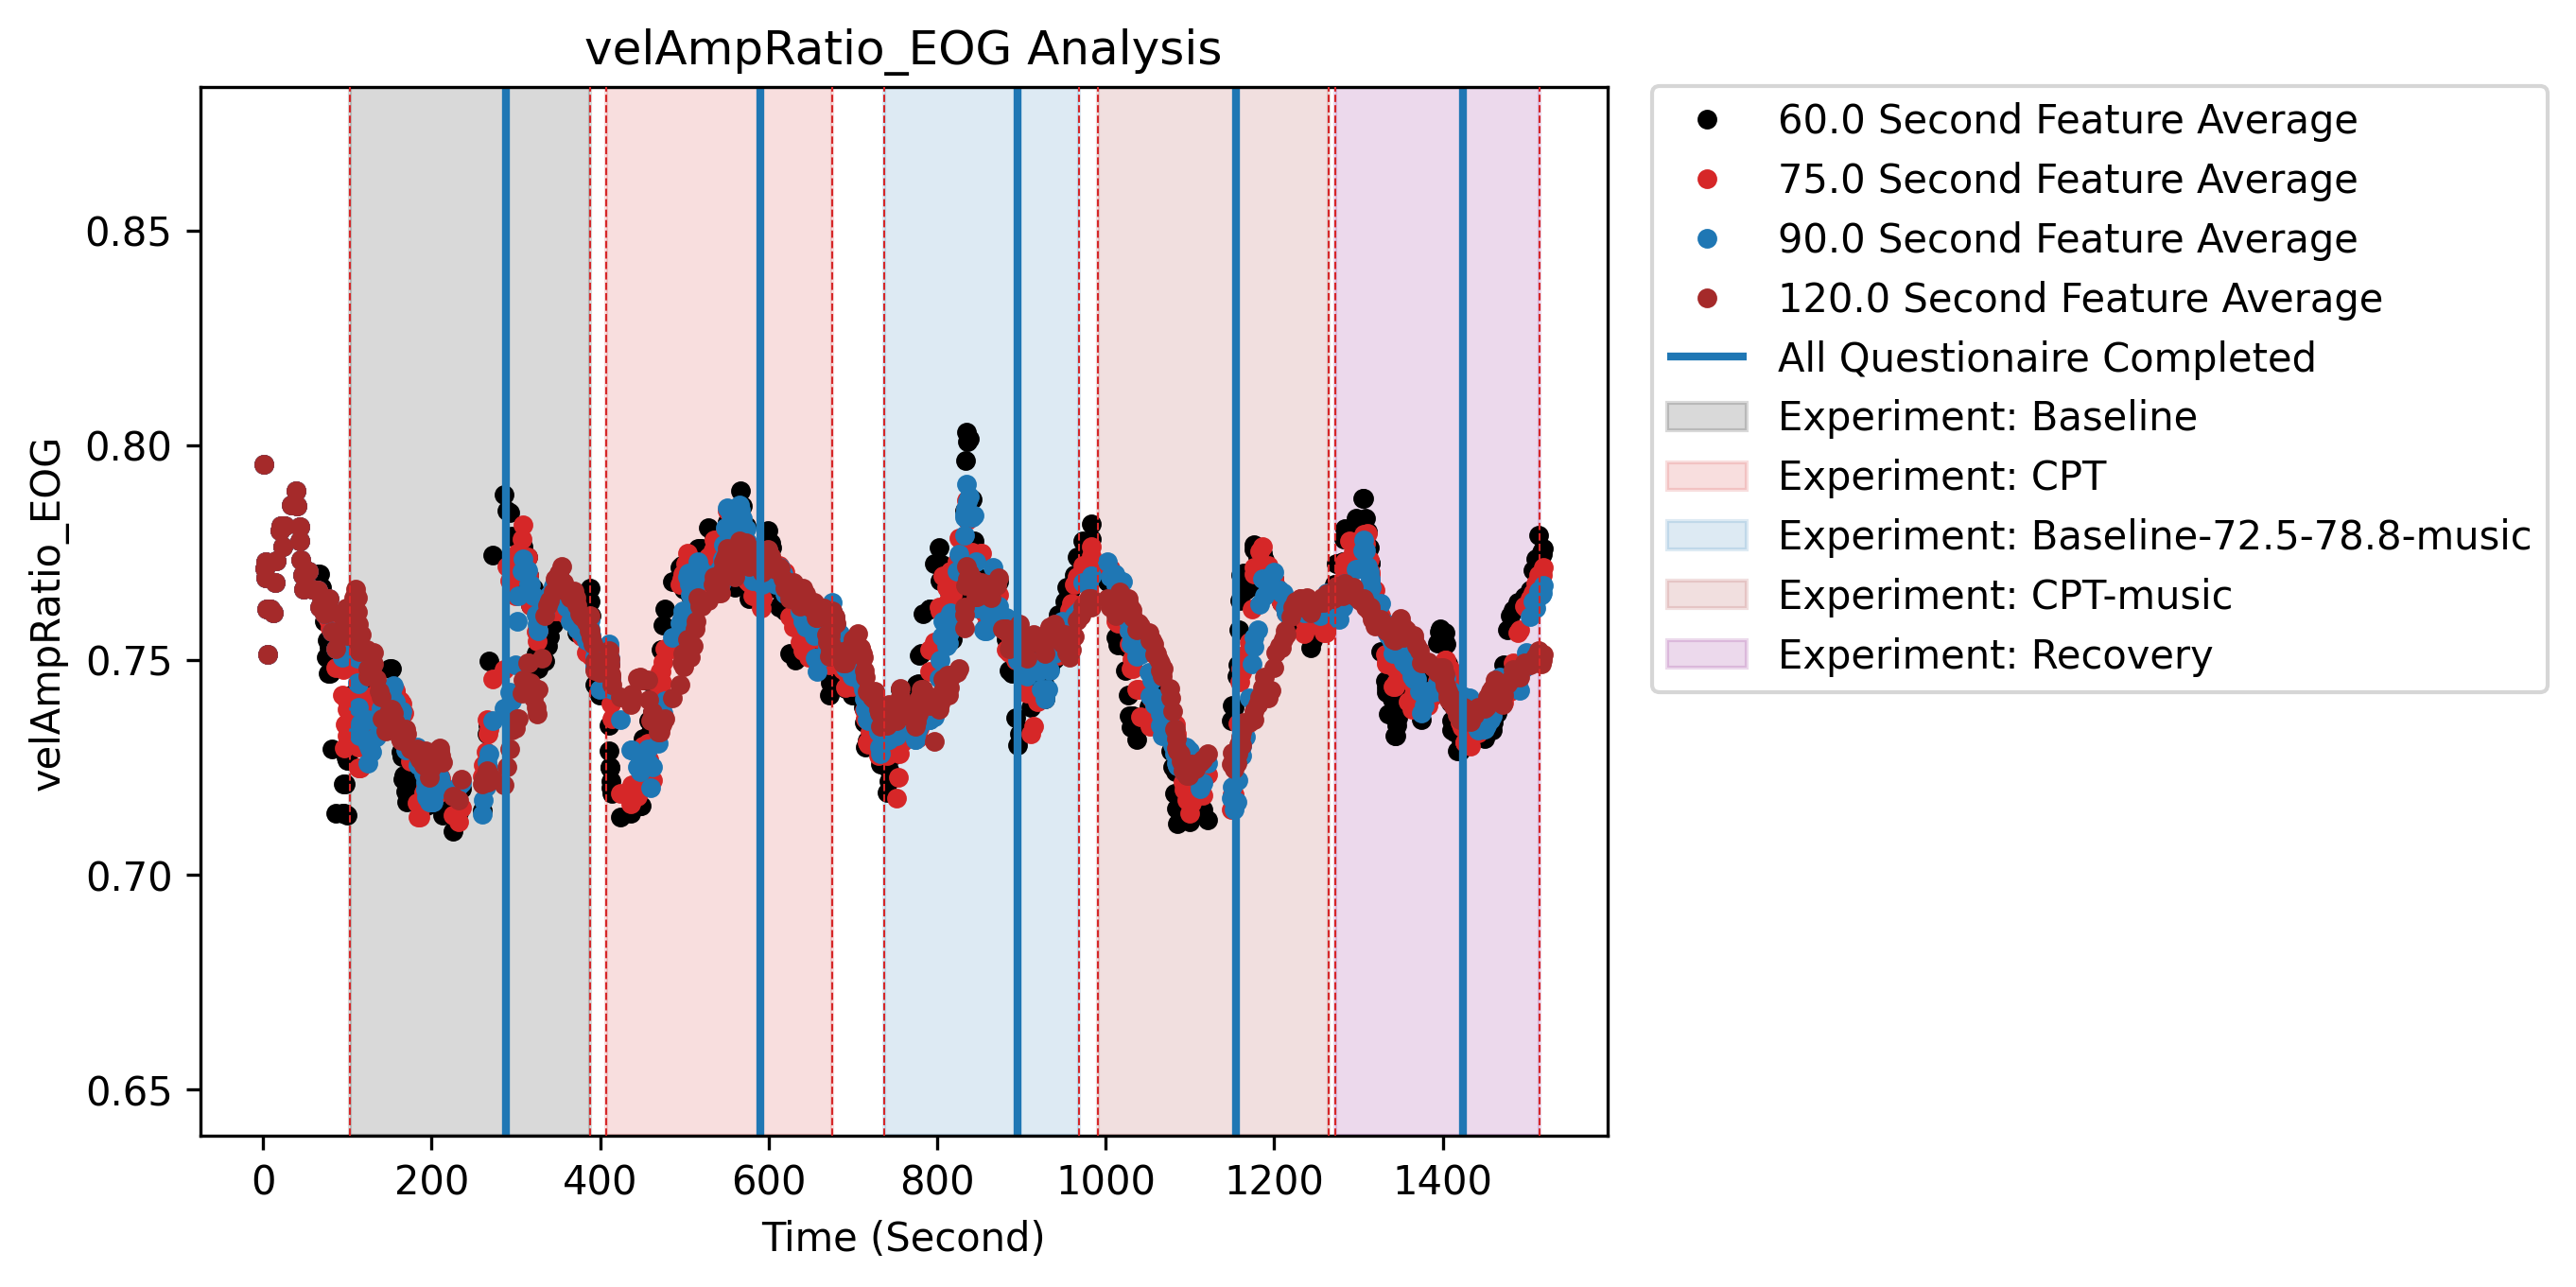 velAmpRatio_EOG Analysis
velAmpRatio_EOG
0.85
0.80
0.75
0.70
0.65
0 200 400 600 800 1000 1200 1400
Time (Second)
60.0 Second Feature Average
75.0 Second Feature Average
90.0 Second Feature Average
120.0 Second Feature Average
All Questionaire Completed
Experiment: Baseline
Experiment: CPT
Experiment: Baseline-72.5-78.8-music
Experiment: CPT-music
Experiment: Recovery